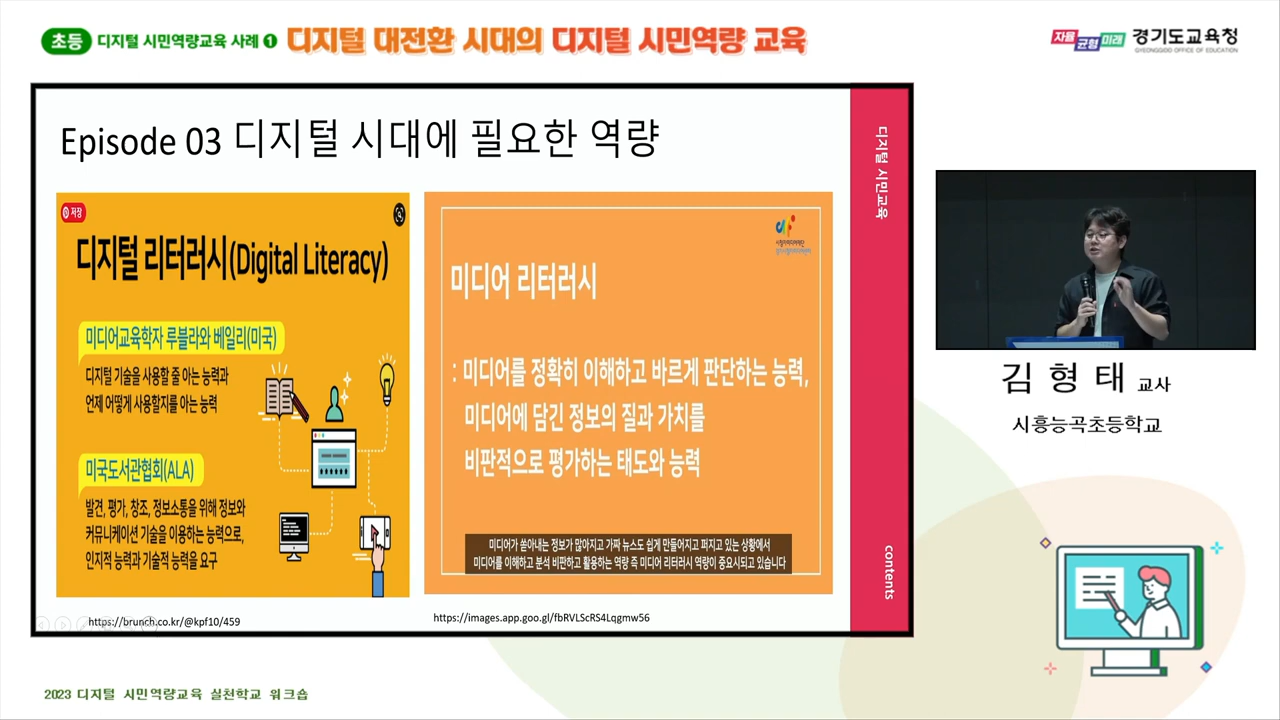 초등 디지털 시민역량교육 사례 ❶ 디지털 대전환 시대의 디지털 시민역량 교육
자율 균형 미래 경기도교육청
GYEONGGIDO OFFICE OF EDUCATION
Episode 03 디지털 시대에 필요한 역량
저장
디지털 리터러시(Digital Literacy)
미디어교육학자 루블라와 베일리(미국)
디지털 기술을 사용할 줄 아는 능력과
언제 어떻게 사용할지를 아는 능력
미국도서관협회(ALA)
발견, 평가, 창조, 정보소통을 위해 정보와
커뮤니케이션 기술을 이용하는 능력으로,
인지적 능력과 기술적 능력을 요구
https://brunch.co.kr/@kpf10/459
미디어 리터러시
: 미디어를 정확히 이해하고 바르게 판단하는 능력,
미디어에 담긴 정보의 질과 가치를
비판적으로 평가하는 태도와 능력
미디어가 쏟아내는 정보가 많아지고 가짜 뉴스도 쉽게 만들어지고 퍼지고 있는 상황에서
미디어를 이해하고 분석 비판하고 활용하는 역량 즉 미디어 리터러시 역량이 중요시되고 있습니다
https://images.app.goo.gl/fbRVLScRS4Lqgmw56
디지털 시민교육
contents
김형태 교사
시흥능곡초등학교
2023 디지털 시민역량교육 실천학교 워크숍